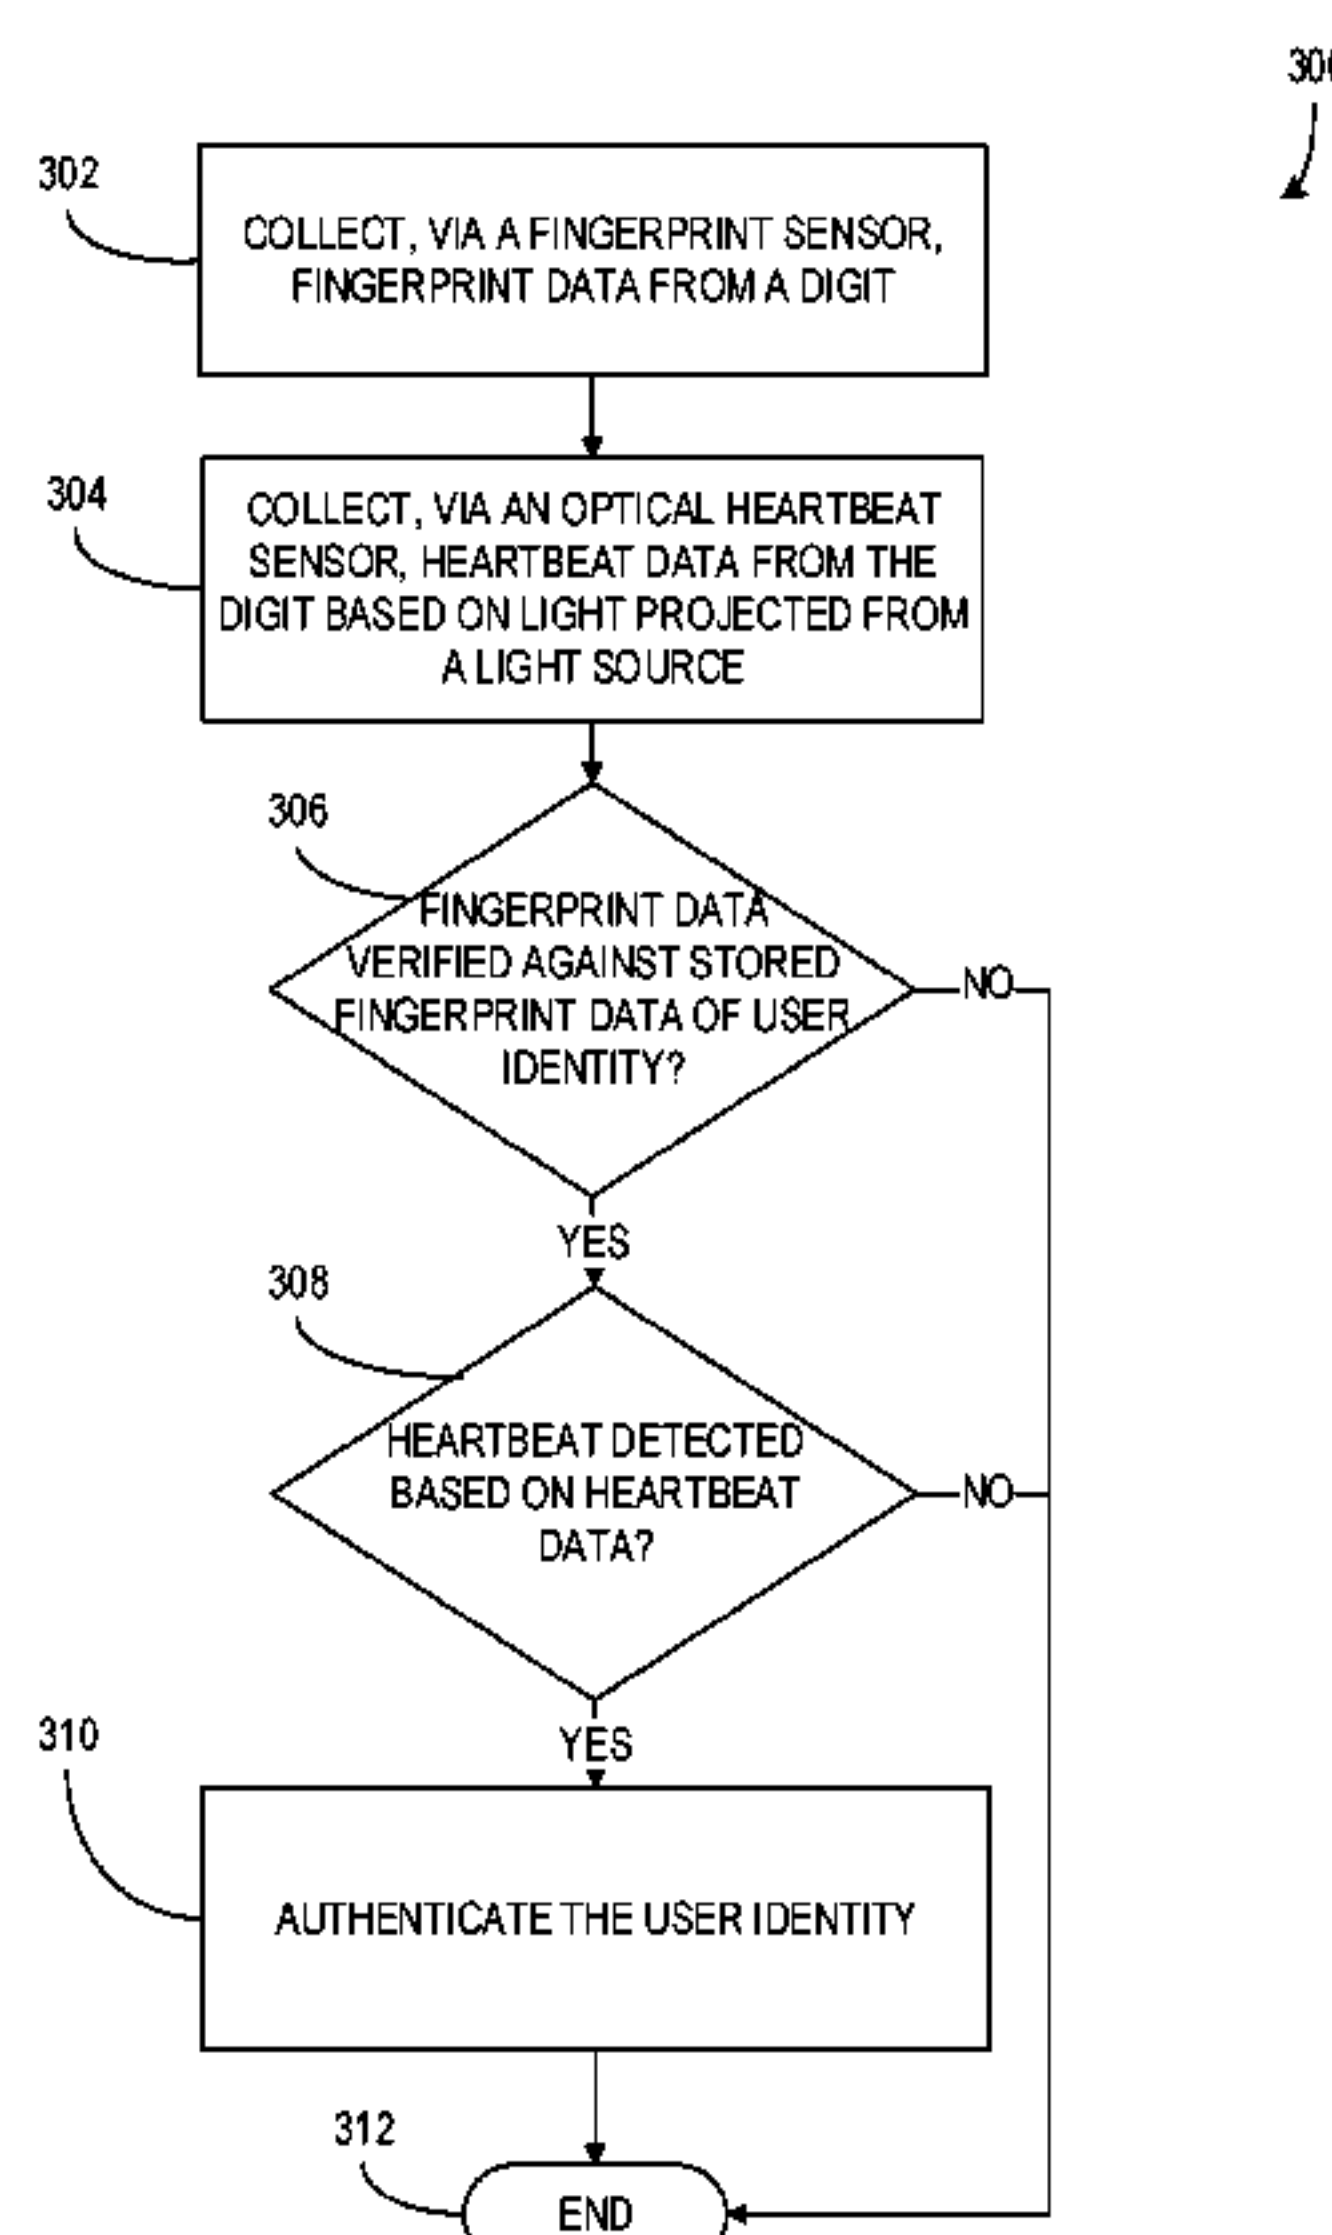 302
COLLECT, VIA A FINGERPRINT SENSOR,
FINGERPRINT DATA FROM A DIGIT
304
COLLECT, VIA AN OPTICAL HEARTBEAT
SENSOR, HEARTBEAT DATA FROM THE
DIGIT BASED ON LIGHT PROJECTED FROM
A LIGHT SOURCE
306
FINGERPRINT DATA
VERIFIED AGAINST STORED
FINGERPRINT DATA OF USER
IDENTITY?
NO
YES
308
HEARTBEAT DETECTED
BASED ON HEARTBEAT
DATA?
NO
YES
310
AUTHENTICATE THE USER IDENTITY
312
END